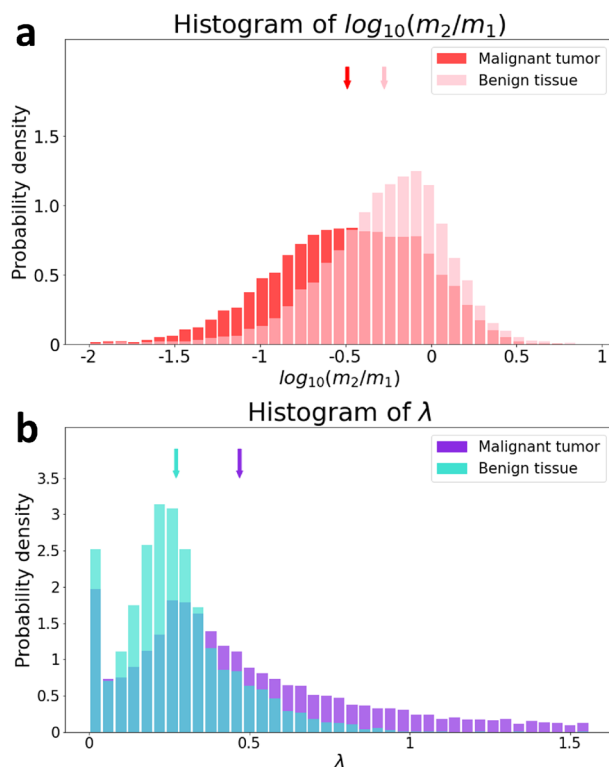 a
Histogram of log₁₀(m₂/m₁)
Malignant tumor
Benign tissue
Probability density
1.5
1.0
0.5
0
-2 -1.5 -1 -0.5 0 0.5 1
log₁₀(m₂/m₁)
b
Histogram of λ
Malignant tumor
Benign tissue
Probability density
3.5
3
2.5
2
1.5
1
0.5
0
0 0.5 1 1.5
λ